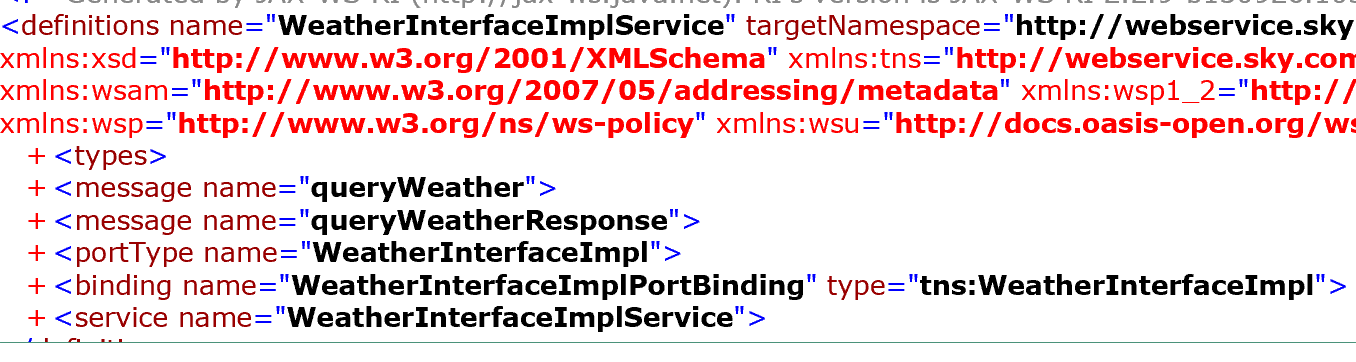 <definitions name="WeatherInterfaceImplService" targetNamespace="http://webservice.sky
xmlns:xsd="http://www.w3.org/2001/XMLSchema" xmlns:tns="http://webservice.sky.com
xmlns:wsam="http://www.w3.org/2007/05/addressing/metadata" xmlns:wsp1_2="http://
xmlns:wsp="http://www.w3.org/ns/ws-policy" xmlns:wsu="http://docs.oasis-open.org/ws
+ <types>
+ <message name="queryWeather">
+ <message name="queryWeatherResponse">
+ <portType name="WeatherInterfaceImpl">
+ <binding name="WeatherInterfaceImplPortBinding" type="tns:WeatherInterfaceImpl">
+ <service name="WeatherInterfaceImplService">